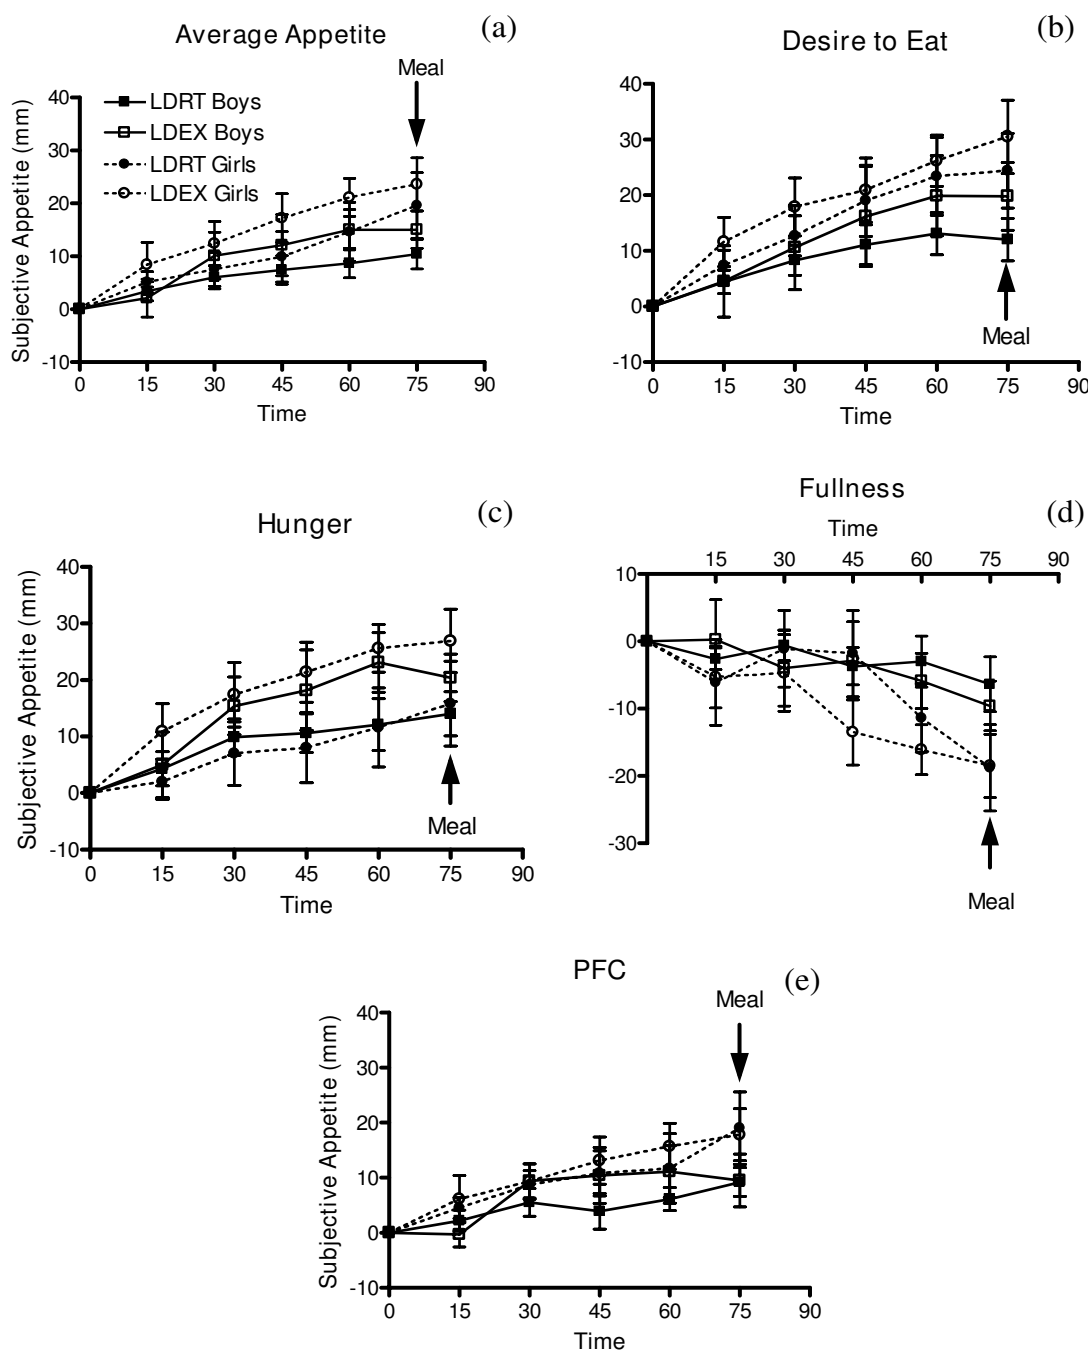 Average Appetite
(a)
Subjective Appetite (mm)
Meal
LDRT Boys
LDEX Boys
LDRT Girls
LDEX Girls
40
30
20
10
0
-10
0 15 30 45 60 75 90
Time
Desire to Eat
(b)
40
30
20
10
0
-10
Meal
0 15 30 45 60 75 90
Time
Hunger
(c)
Subjective Appetite (mm)
40
30
20
10
0
-10
Meal
0 15 30 45 60 75 90
Time
Fullness
(d)
Time
15 30 45 60 75 90
10
0
-10
-20
-30
Meal
PFC
(e)
Meal
Subjective Appetite (mm)
40
30
20
10
0
-10
0 15 30 45 60 75 90
Time